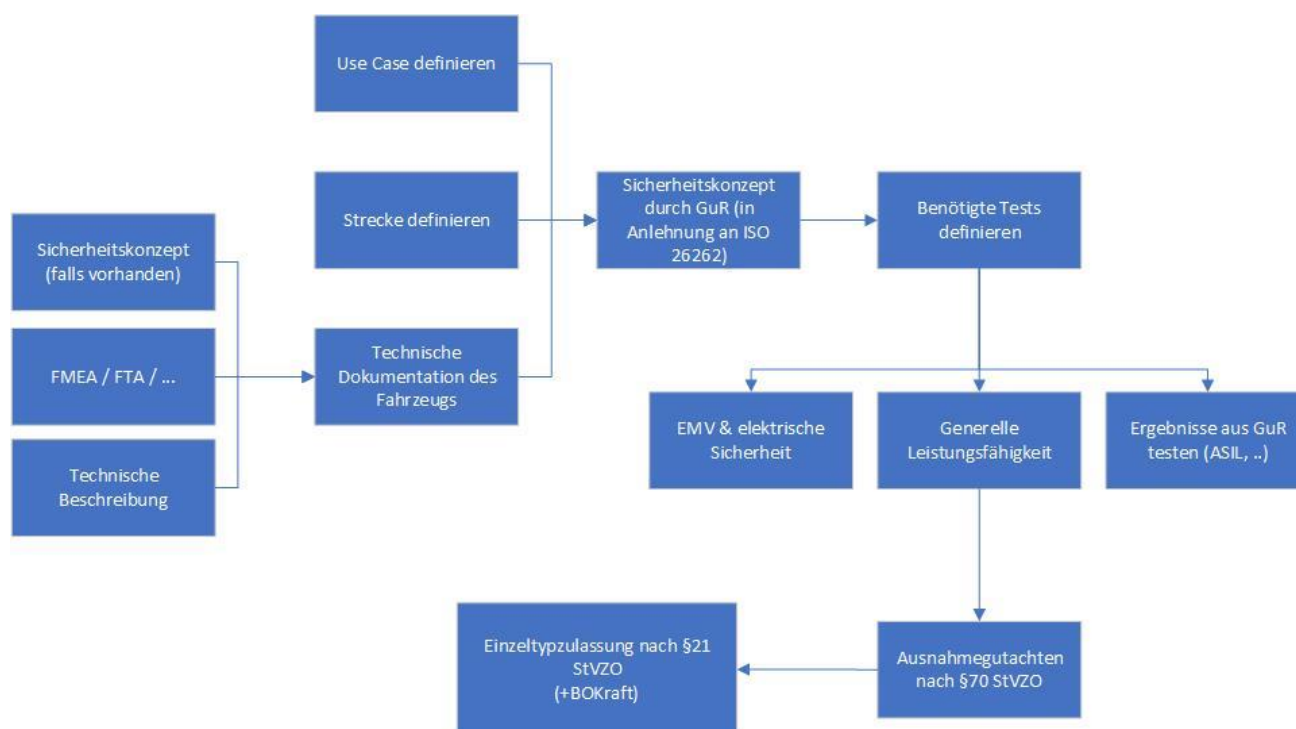 Use Case definieren
Strecke definieren
Sicherheitskonzept
durch GuR (in
Anlehnung an ISO
26262)
Benötigte Tests
definieren
Sicherheitskonzept
(falls vorhanden)
FMEA / FTA / ...
Technische
Beschreibung
Technische
Dokumentation des
Fahrzeugs
EMV & elektrische
Sicherheit
Generelle
Leistungsfähigkeit
Ergebnisse aus GuR
testen (ASIL, ..)
Einzeltypzulassung nach §21
StVZO
(+BOKraft)
Ausnahmegutachten
nach §70 StVZO